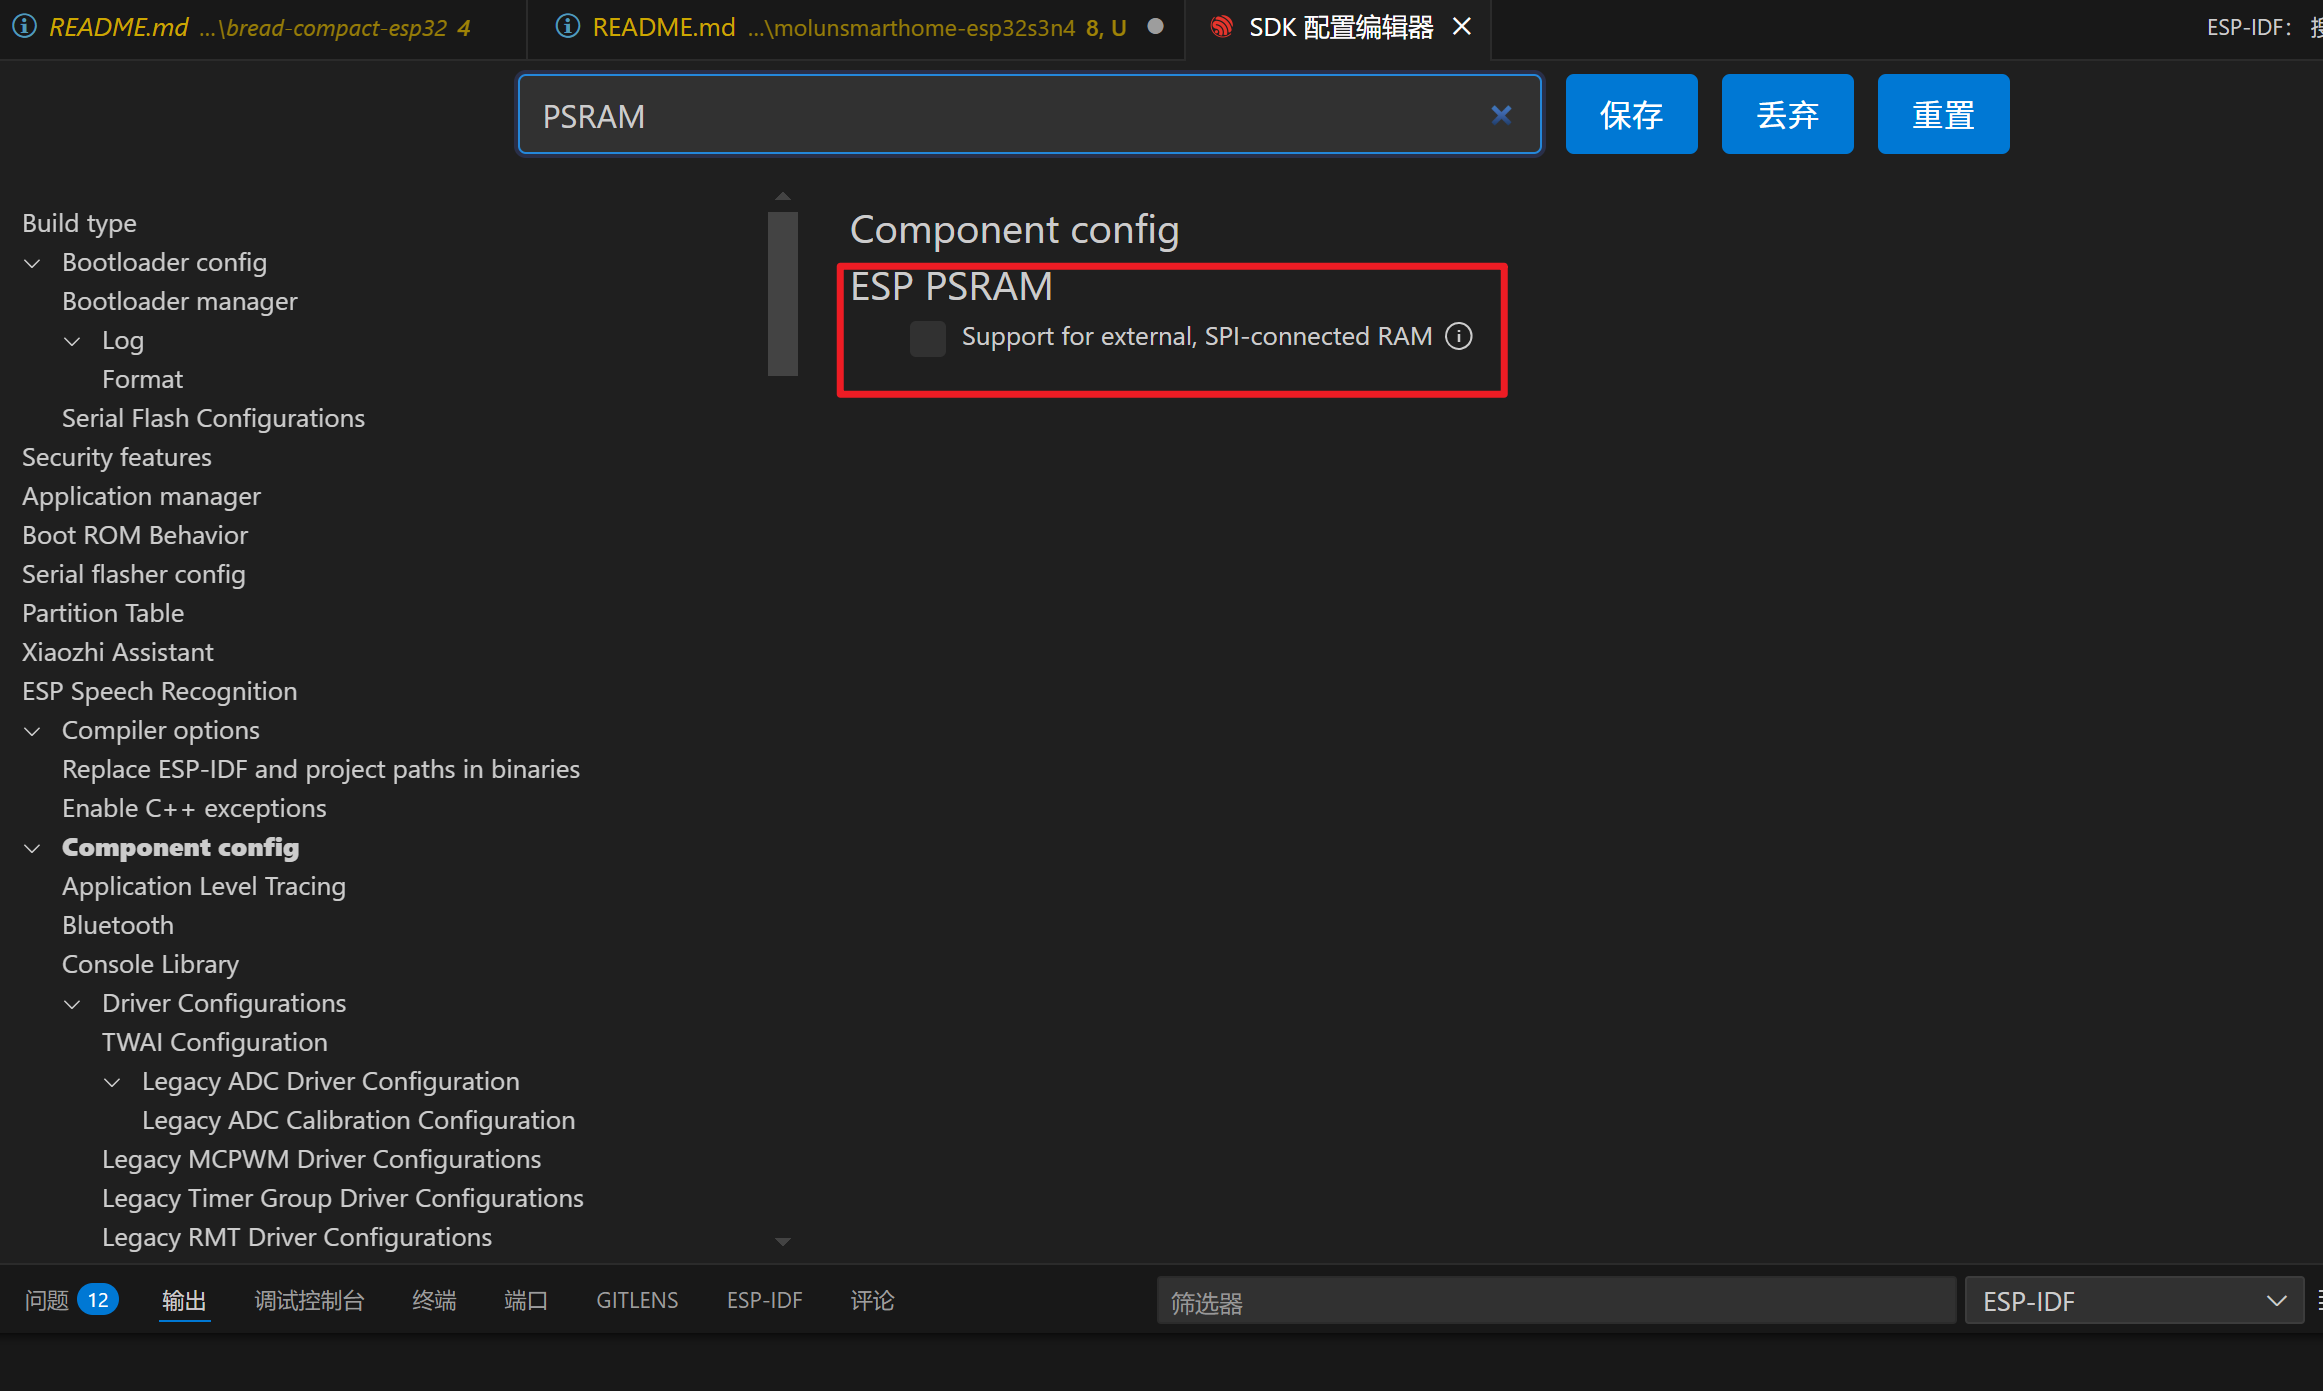 README.md ...\bread-compact-esp32 4
README.md ...\molunsmarthome-esp32s3n4 8, U
SDK 配置编辑器
ESP-IDF:
PSRAM
保存
丢弃
重置
Build type
Bootloader config
Bootloader manager
Log
Format
Serial Flash Configurations
Security features
Application manager
Boot ROM Behavior
Serial flasher config
Partition Table
Xiaozhi Assistant
ESP Speech Recognition
Compiler options
Replace ESP-IDF and project paths in binaries
Enable C++ exceptions
Component config
Application Level Tracing
Bluetooth
Console Library
Driver Configurations
TWAI Configuration
Legacy ADC Driver Configuration
Legacy ADC Calibration Configuration
Legacy MCPWM Driver Configurations
Legacy Timer Group Driver Configurations
Legacy RMT Driver Configurations
Component config
ESP PSRAM
Support for external, SPI-connected RAM
问题 12
输出
调试控制台
终端
端口
GITLENS
ESP-IDF
评论
筛选器
ESP-IDF